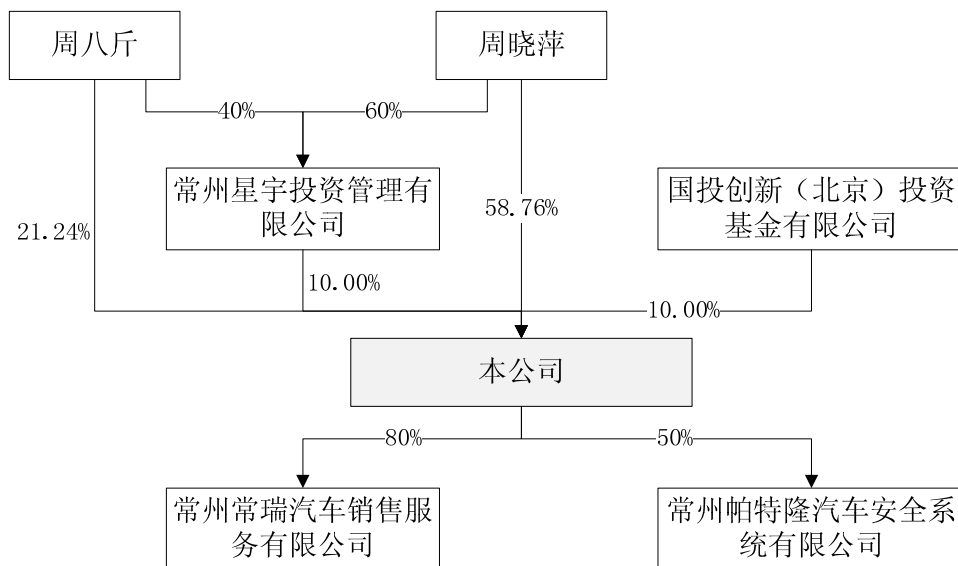 周八斤
周晓萍
40%
60%
常州星宇投资管理有
限公司
国投创新（北京）投资
基金有限公司
21.24%
58.76%
10.00%
10.00%
本公司
80%
50%
常州常瑞汽车销售服
务有限公司
常州帕特隆汽车安全系
统有限公司